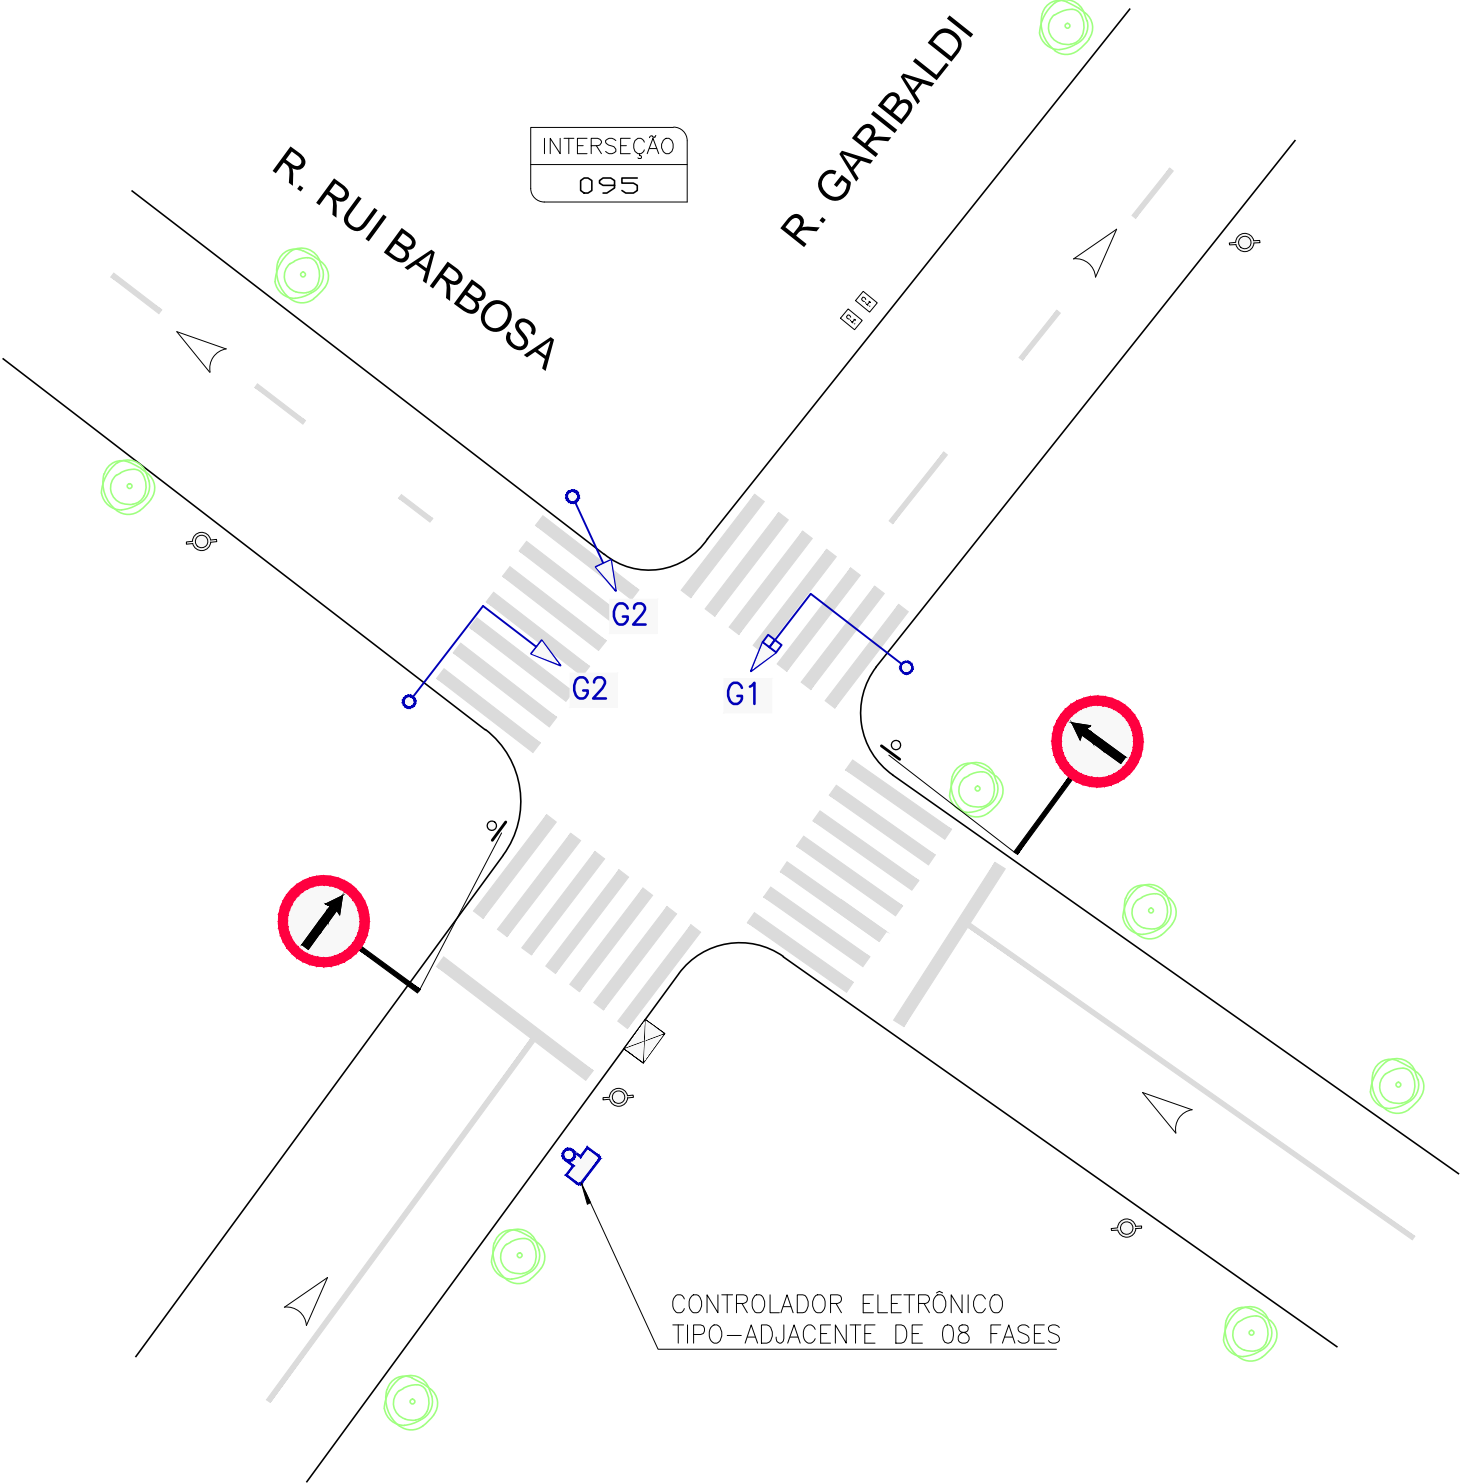 R. GARIBALDI
INTERSEÇÃO
095
R. RUI BARBOSA
G2
G2
G1
CONTROLADOR ELETRÔNICO
TIPO-ADJACENTE DE 08 FASES